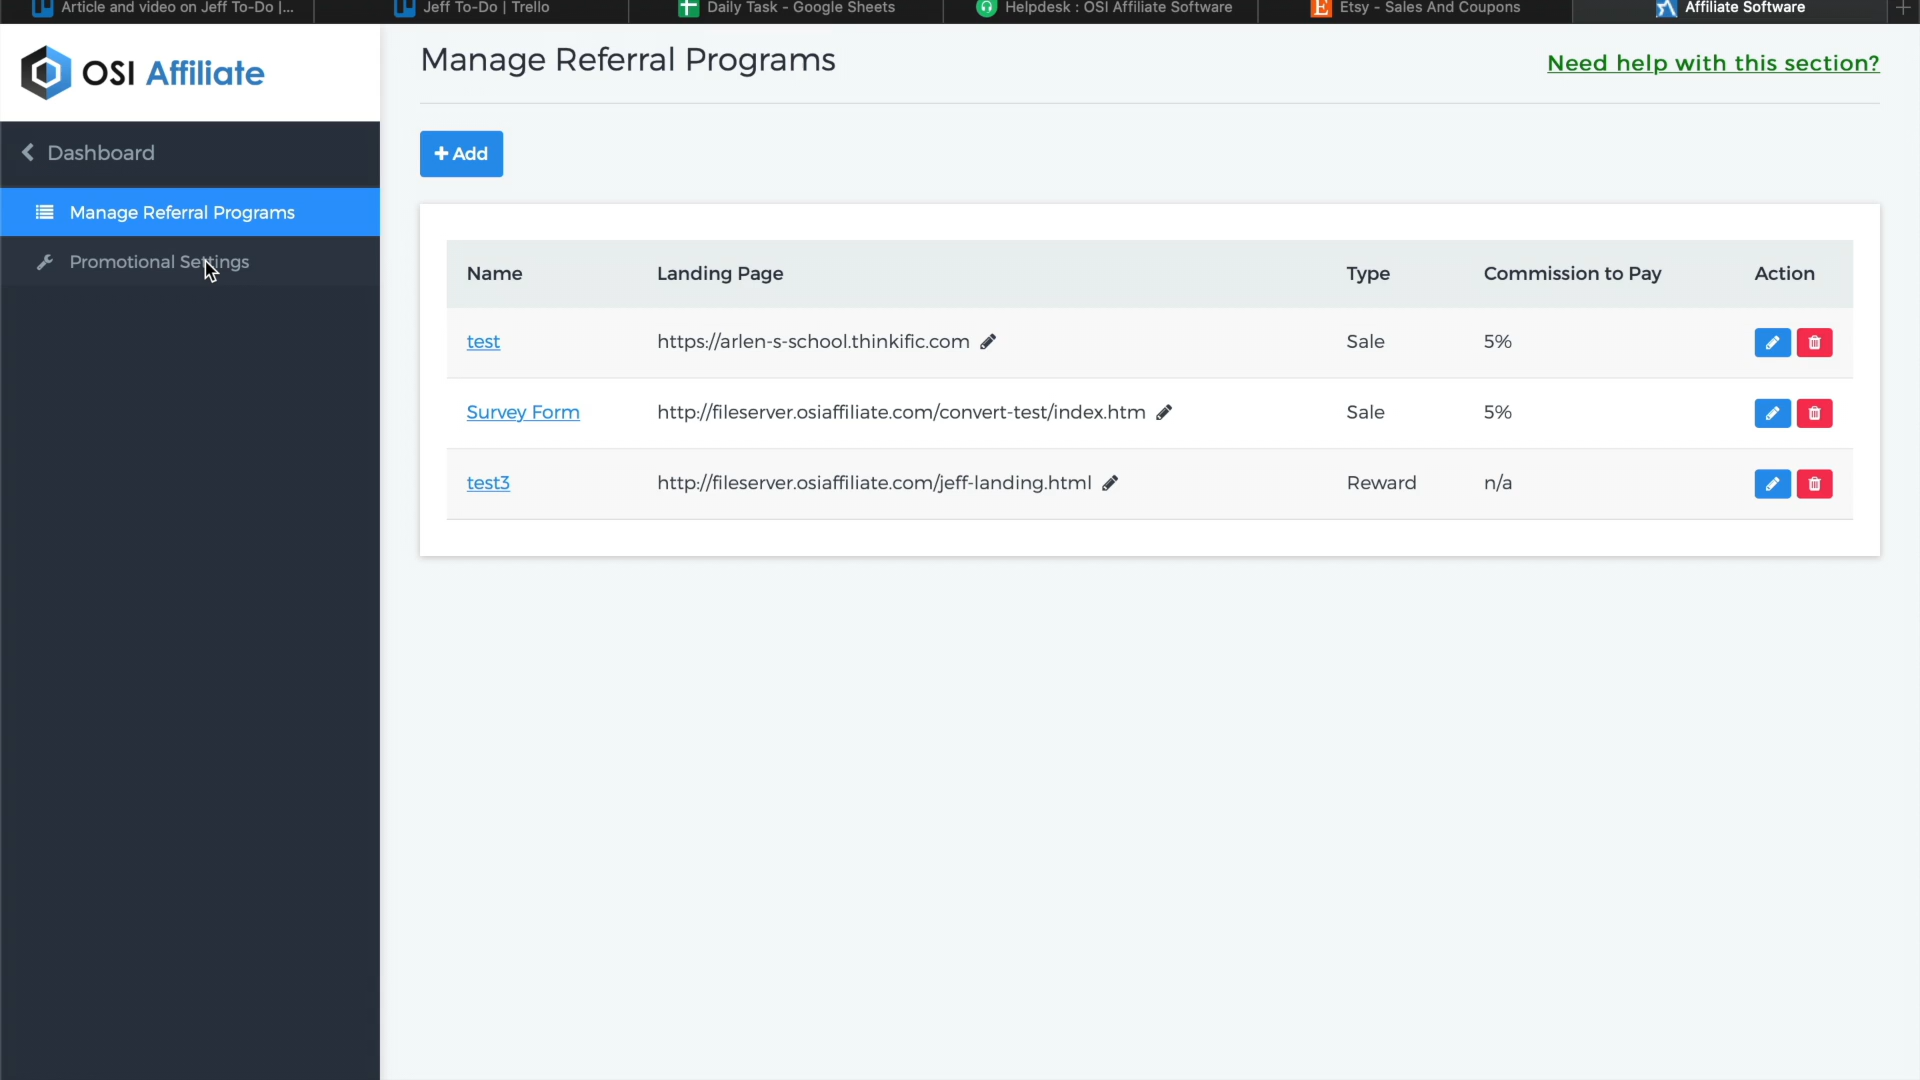 Article and video on Jeff To-Do |...
Jeff To-Do | Trello
Daily Task - Google Sheets
Helpdesk : OSI Affiliate Software
Etsy - Sales And Coupons
Affiliate Software
OSI Affiliate
Manage Referral Programs
Need help with this section?
Dashboard
+ Add
Manage Referral Programs
Promotional Settings
Name Landing Page Type Commission to Pay Action
test https://arlen-s-school.thinkific.com Sale 5%
Survey Form http://fileserver.osiaffiliate.com/convert-test/index.htm Sale 5%
test3 http://fileserver.osiaffiliate.com/jeff-landing.html Reward n/a